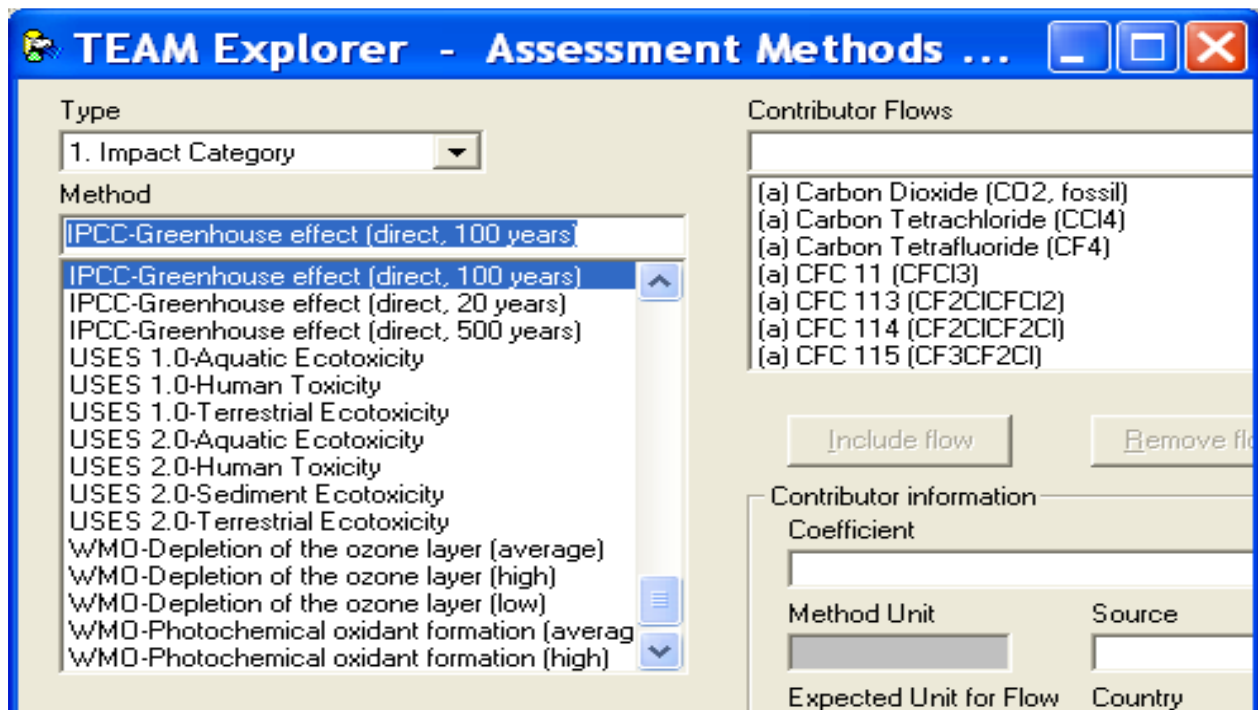 TEAM Explorer - Assessment Methods ...
Type
1. Impact Category
Method
IPCC-Greenhouse effect (direct, 100 years)
IPCC-Greenhouse effect (direct, 100 years)
IPCC-Greenhouse effect (direct, 20 years)
IPCC-Greenhouse effect (direct, 500 years)
USES 1.0-Aquatic Ecotoxicity
USES 1.0-Human Toxicity
USES 1.0-Terrestrial Ecotoxicity
USES 2.0-Aquatic Ecotoxicity
USES 2.0-Human Toxicity
USES 2.0-Sediment Ecotoxicity
USES 2.0-Terrestrial Ecotoxicity
WMO-Depletion of the ozone layer (average)
WMO-Depletion of the ozone layer (high)
WMO-Depletion of the ozone layer (low)
WMO-Photochemical oxidant formation (averag
WMO-Photochemical oxidant formation (high)
Contributor Flows
(a) Carbon Dioxide (CO2, fossil)
(a) Carbon Tetrachloride (CCl4)
(a) Carbon Tetrafluoride (CF4)
(a) CFC 11 (CFCl3)
(a) CFC 113 (CF2ClCFCl2)
(a) CFC 114 (CF2ClCF2Cl)
(a) CFC 115 (CF3CF2Cl)
Include flow
Remove flo
Contributor information
Coefficient
Method Unit
Source
Expected Unit for Flow
Country